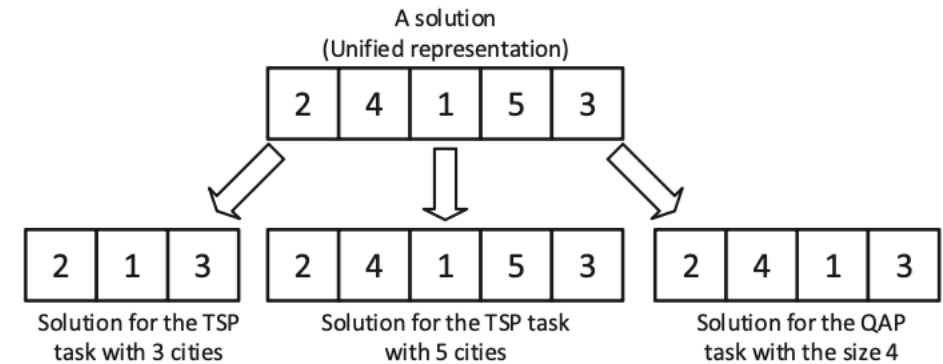 A solution
(Unified representation)
2 4 1 5 3
2 1 3
2 4 1 5 3
2 4 1 3
Solution for the TSP
task with 3 cities
Solution for the TSP task
with 5 cities
Solution for the QAP
task with the size 4